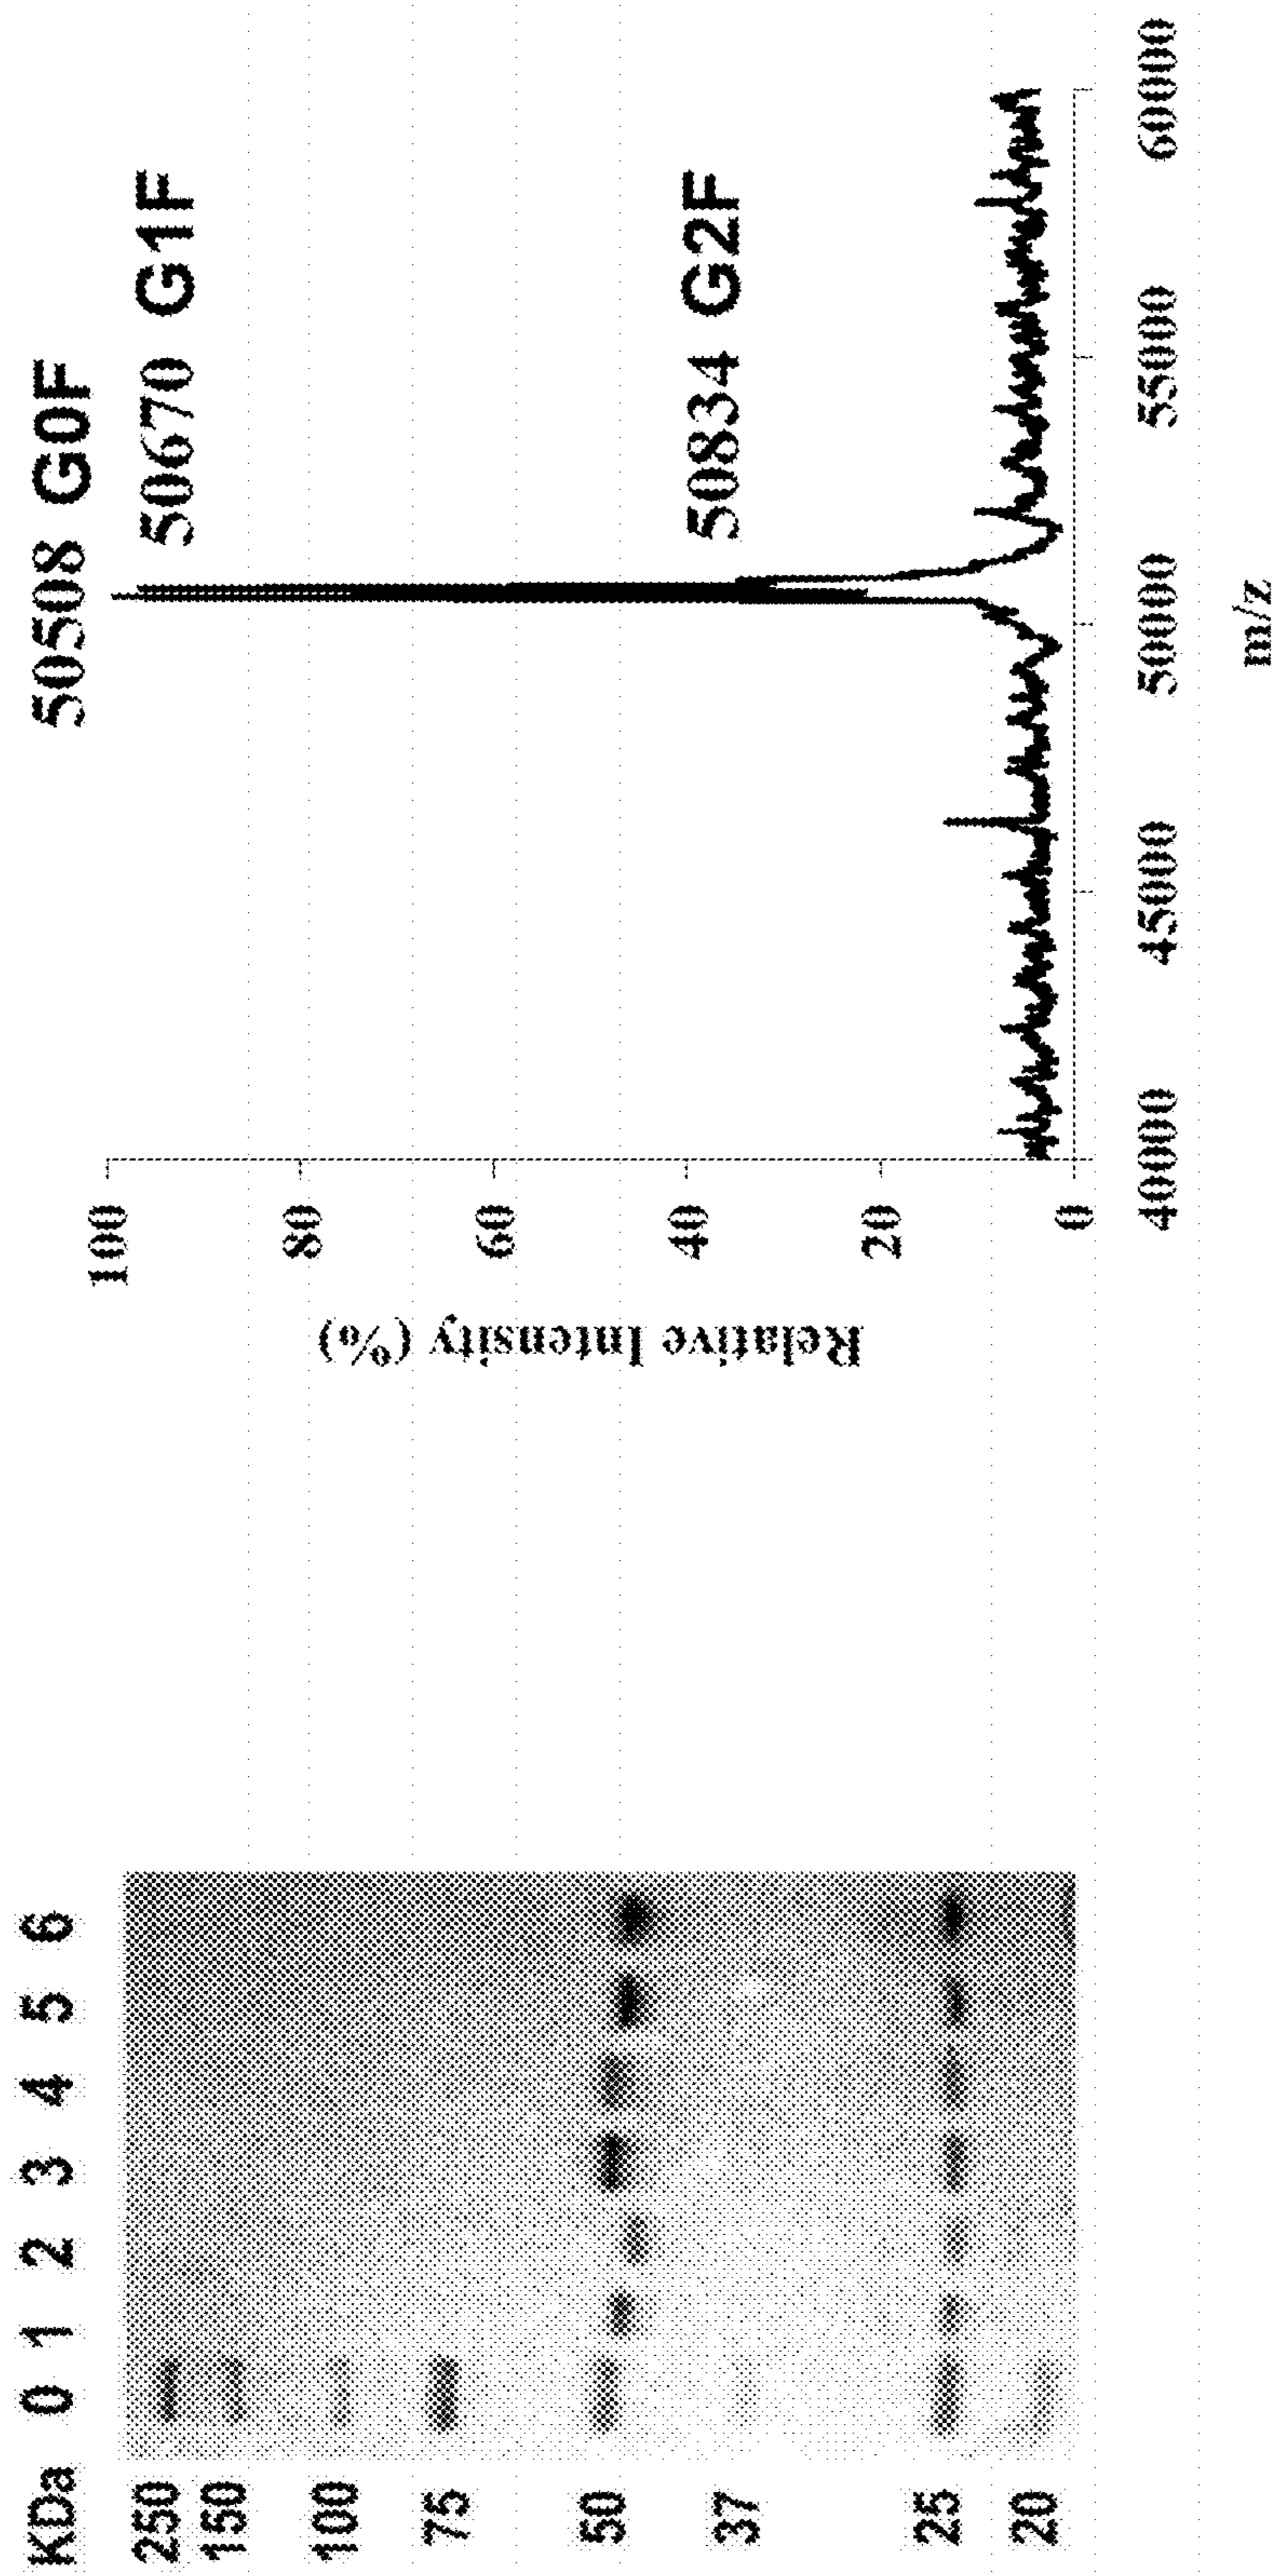 KDa 0 1 2 3 4 5 6
250
150
100
75
50
37
25
20
50508 G0F
50670 G1F
50834 G2F
100
80
60
40
20
0
Relative Intensity (%)
40000 45000 50000 55000 60000
m/z